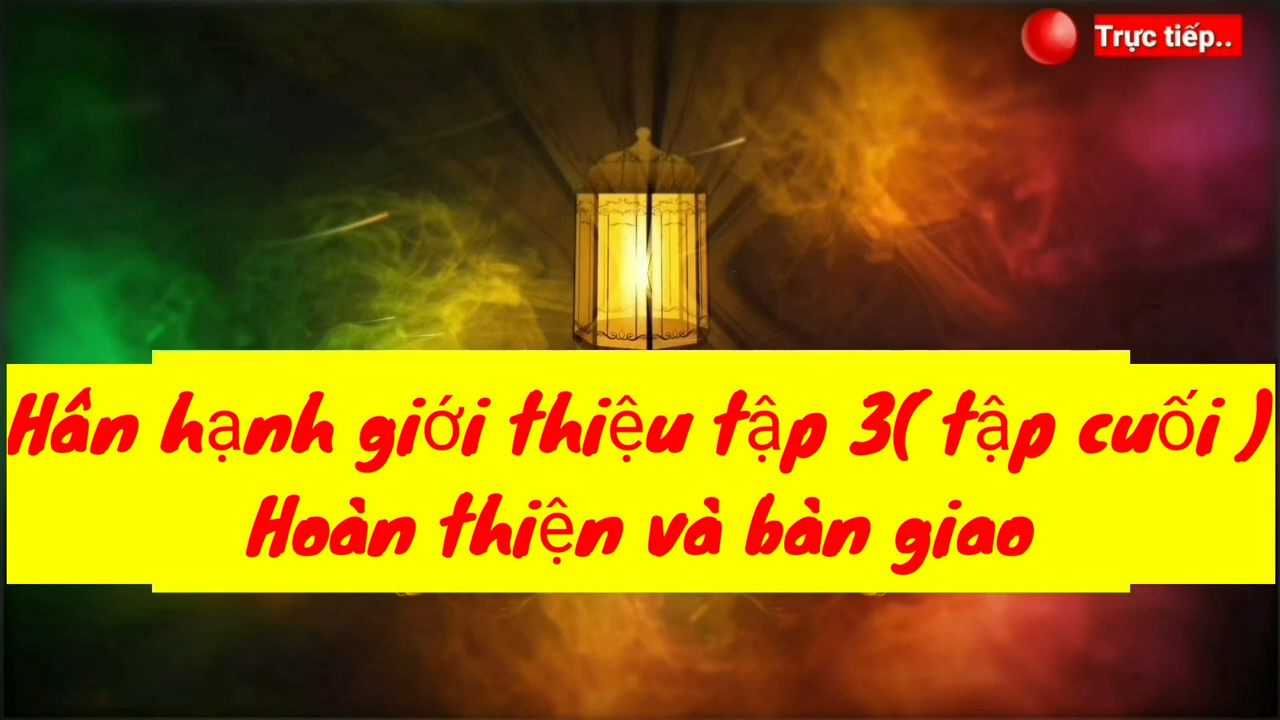 Trực tiếp..
Hân hạnh giới thiệu tập 3( tập cuối )
Hoàn thiện và bàn giao